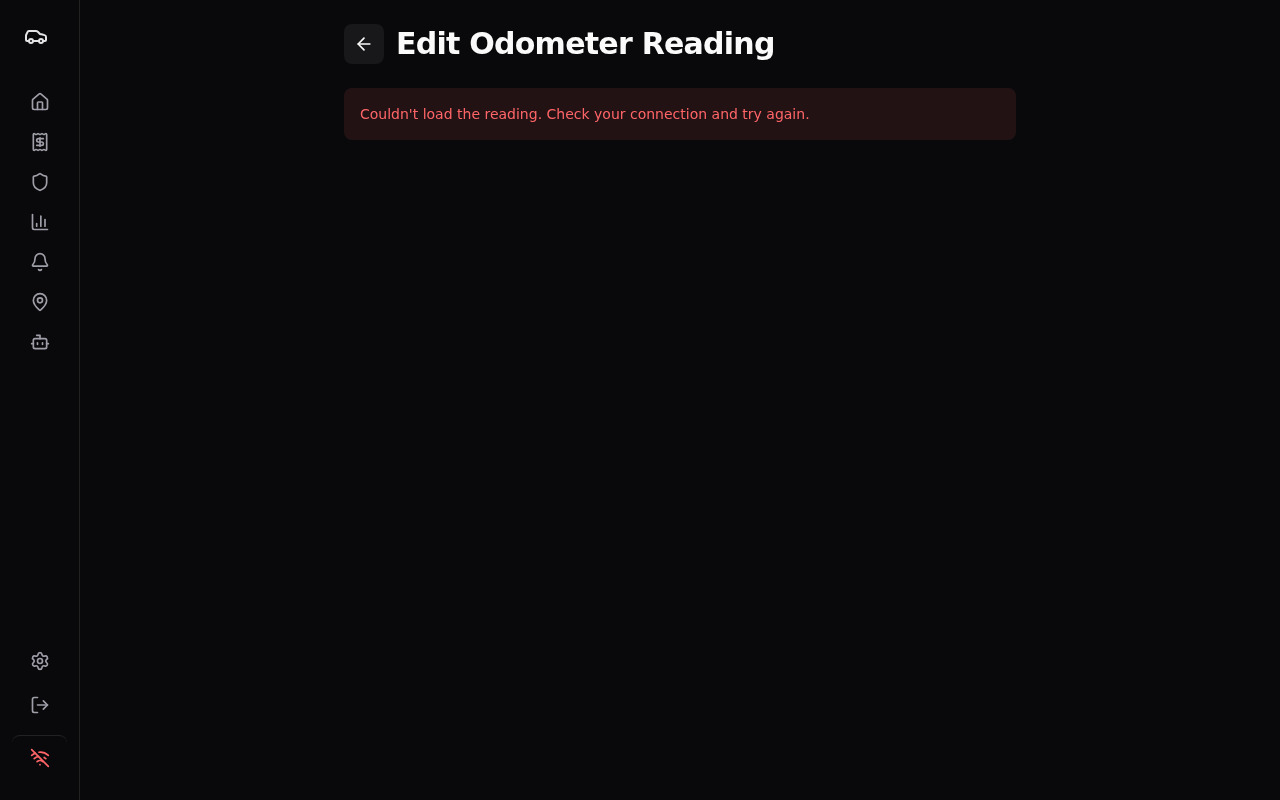 Edit Odometer Reading
Couldn't load the reading. Check your connection and try again.